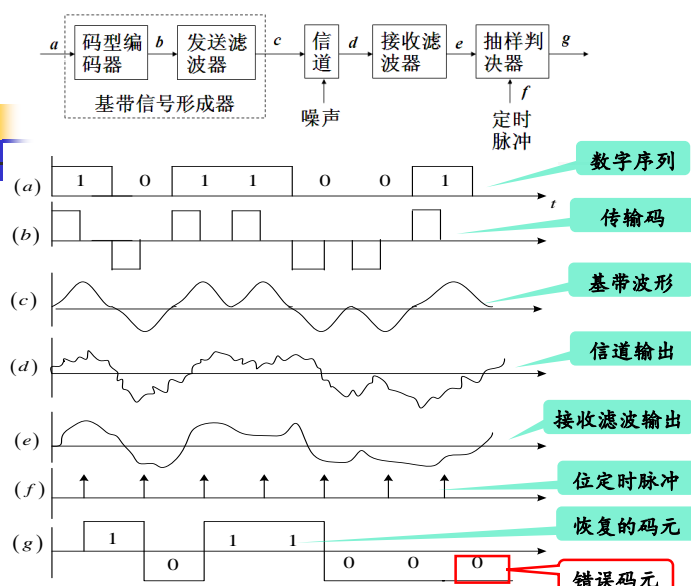 a 码型编码器 b 发送滤波器 c 信道 d 接收滤波器 e 抽样判决器 g
基带信号形成器
噪声
f
定时脉冲
(a) 1 0 1 1 0 0 1 t
数字序列
(b)
传输码
(c)
基带波形
(d)
信道输出
(e)
接收滤波输出
(f)
位定时脉冲
(g) 1 0 1 1 0 0 0
恢复的码元
错误码元